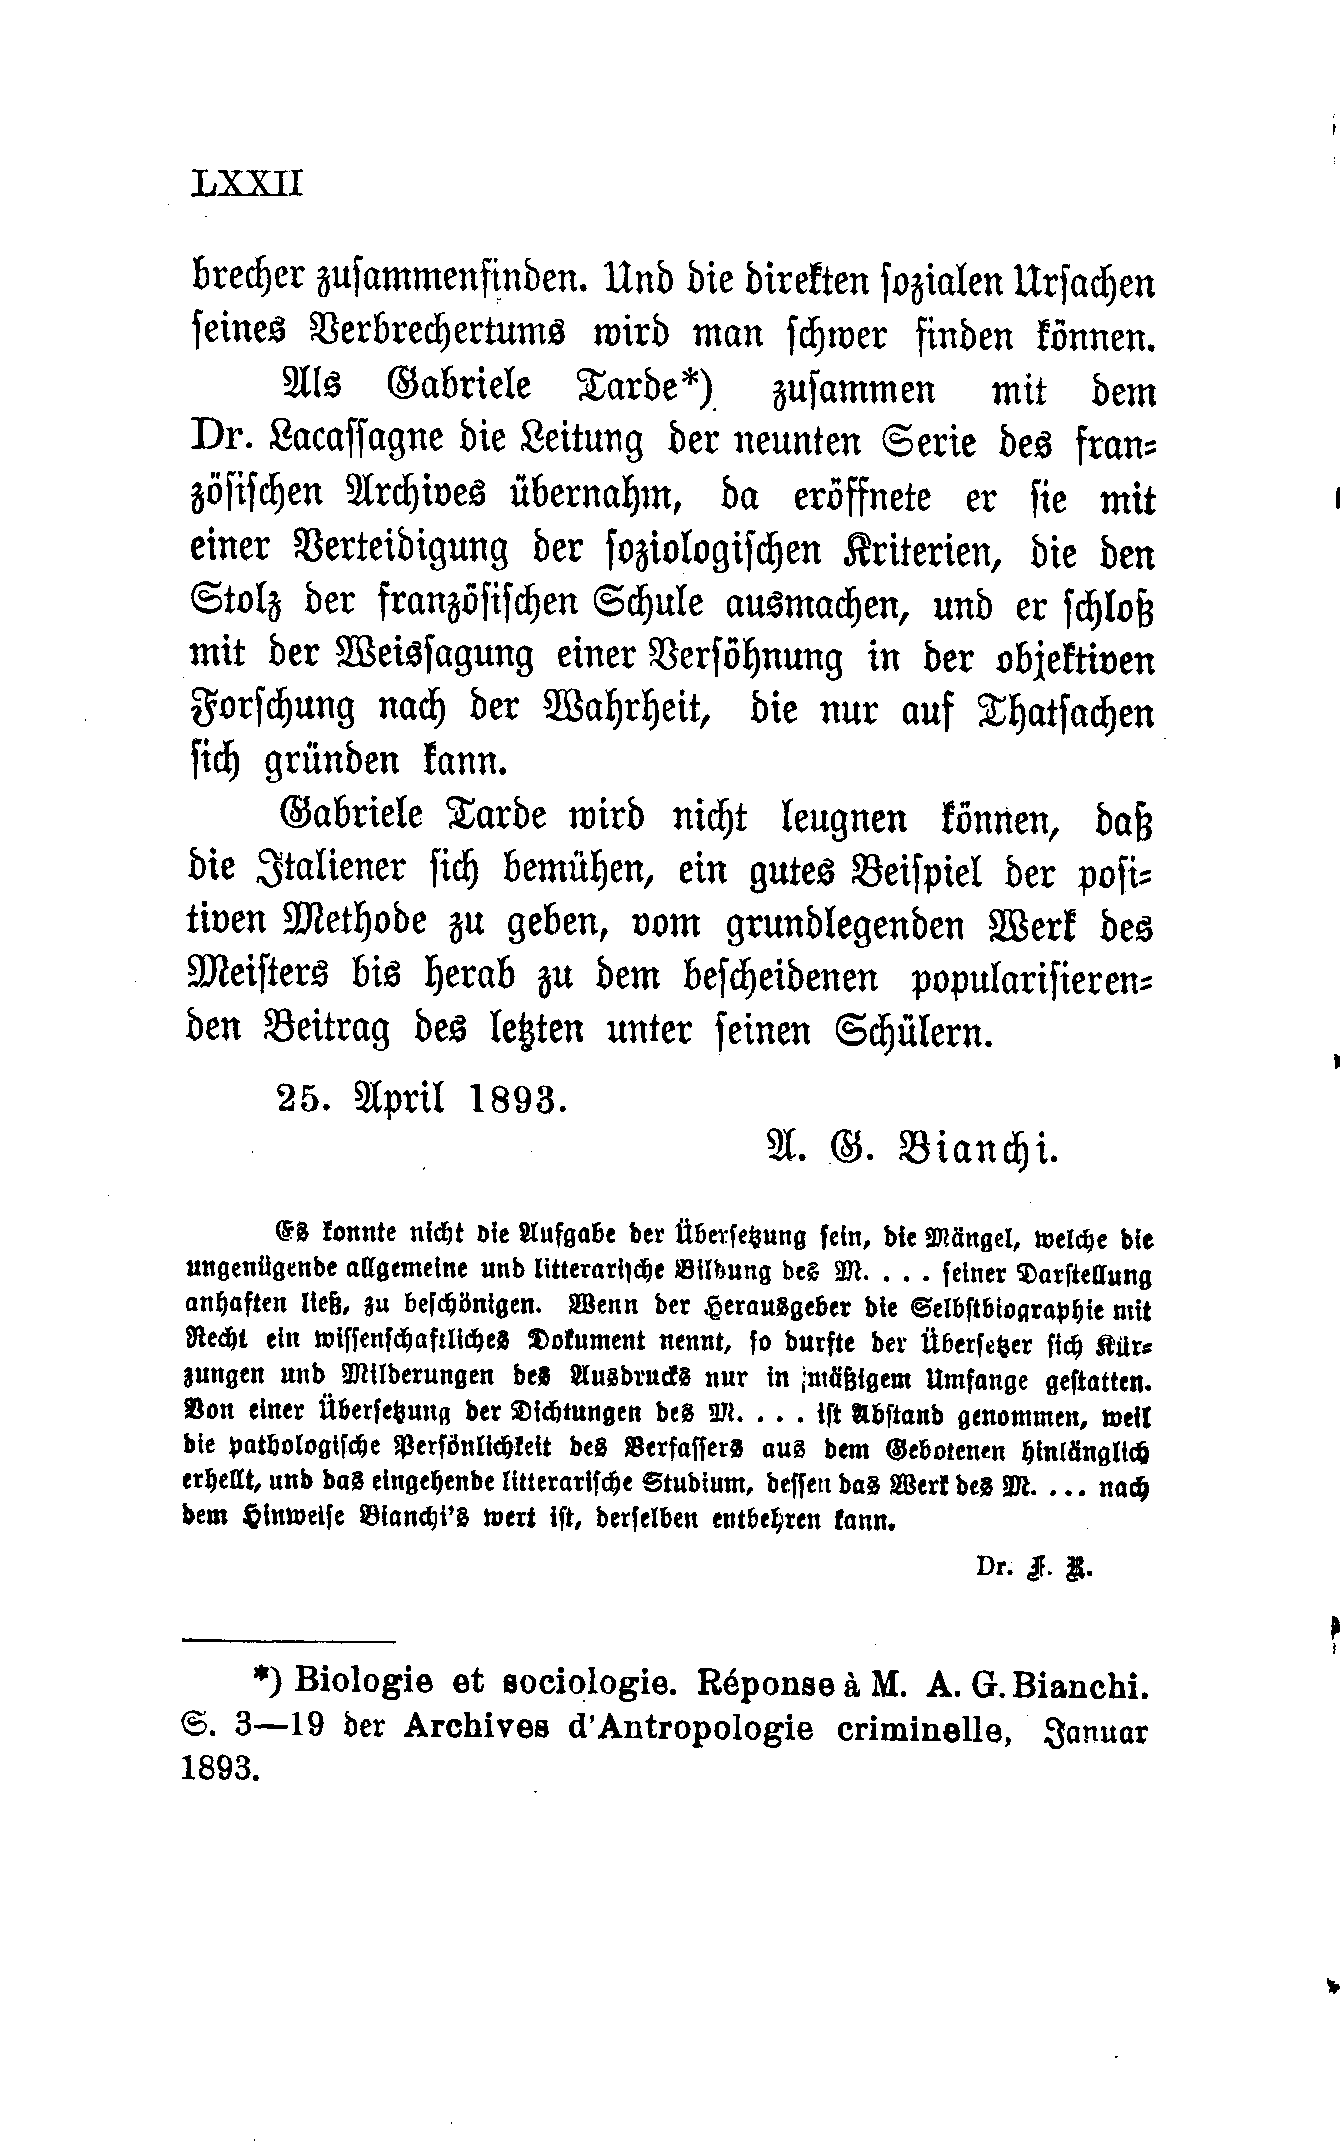 LXXII
brecher zusammenfinden. Und die direkten sozialen Ursachen
seines Verbrechertums wird man schwer finden können.
Als Gabriele Tarde*) zusammen mit dem
Dr. Lacassagne die Leitung der neunten Serie des fran-
zösischen Archives übernahm, da eröffnete er sie mit
einer Verteidigung der soziologischen Kriterien, die den
Stolz der französischen Schule ausmachen, und er schloß
mit der Weissagung einer Versöhnung in der objektiven
Forschung nach der Wahrheit, die nur auf Thatsachen
sich gründen kann.
Gabriele Tarde wird nicht leugnen können, daß
die Italiener sich bemühen, ein gutes Beispiel der posi-
tiven Methode zu geben, vom grundlegenden Werk des
Meisters bis herab zu dem bescheidenen popularisieren-
den Beitrag des letzten unter seinen Schülern.
25. April 1893.
A. G. Bianchi.
Es konnte nicht die Aufgabe der Übersetzung sein, die Mängel, welche die
ungenügende allgemeine und litterarische Bildung des M. . . . seiner Darstellung
anhaften ließ, zu beschönigen. Wenn der Herausgeber die Selbstbiographie mit
Recht ein wissenschaftliches Dokument nennt, so durfte der Übersetzer sich Kür-
zungen und Milderungen des Ausdrucks nur in mäßigem Umfange gestatten.
Von einer Übersetzung der Dichtungen des M. . . . ist Abstand genommen, weil
die pathologische Persönlichkeit des Verfassers aus dem Gebotenen hinlänglich
erhellt, und das eingehende litterarische Studium, dessen das Werk des M. . . . nach
dem Hinweise Bianchi's wert ist, derselben entbehren kann.
Dr. F. R.
*) Biologie et sociologie. Réponse à M. A. G. Bianchi.
S. 3—19 der Archives d'Antropologie criminelle, Januar
1893.